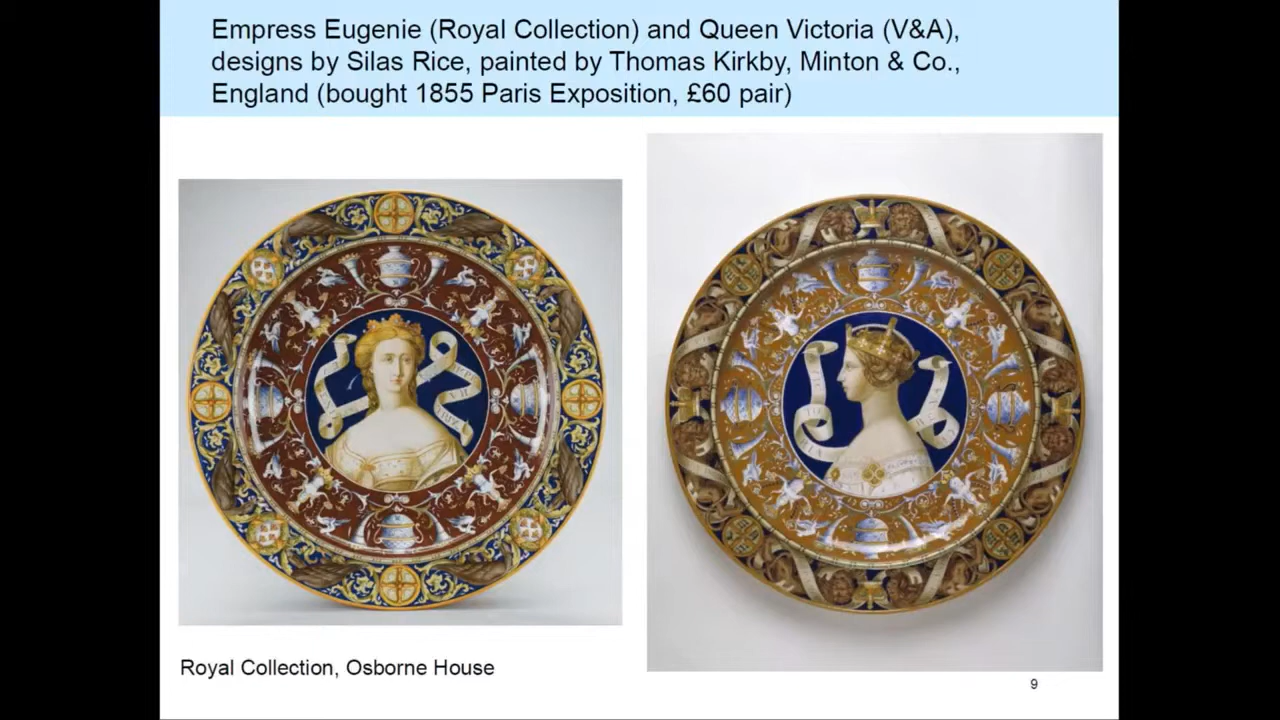 Empress Eugenie (Royal Collection) and Queen Victoria (V&A),
designs by Silas Rice, painted by Thomas Kirkby, Minton & Co.,
England (bought 1855 Paris Exposition, £60 pair)
Royal Collection, Osborne House
9